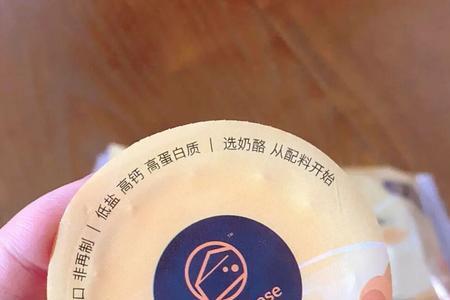 口 非再制 | 低盐 高钙 高蛋白质 | 选奶酪 从配料开始